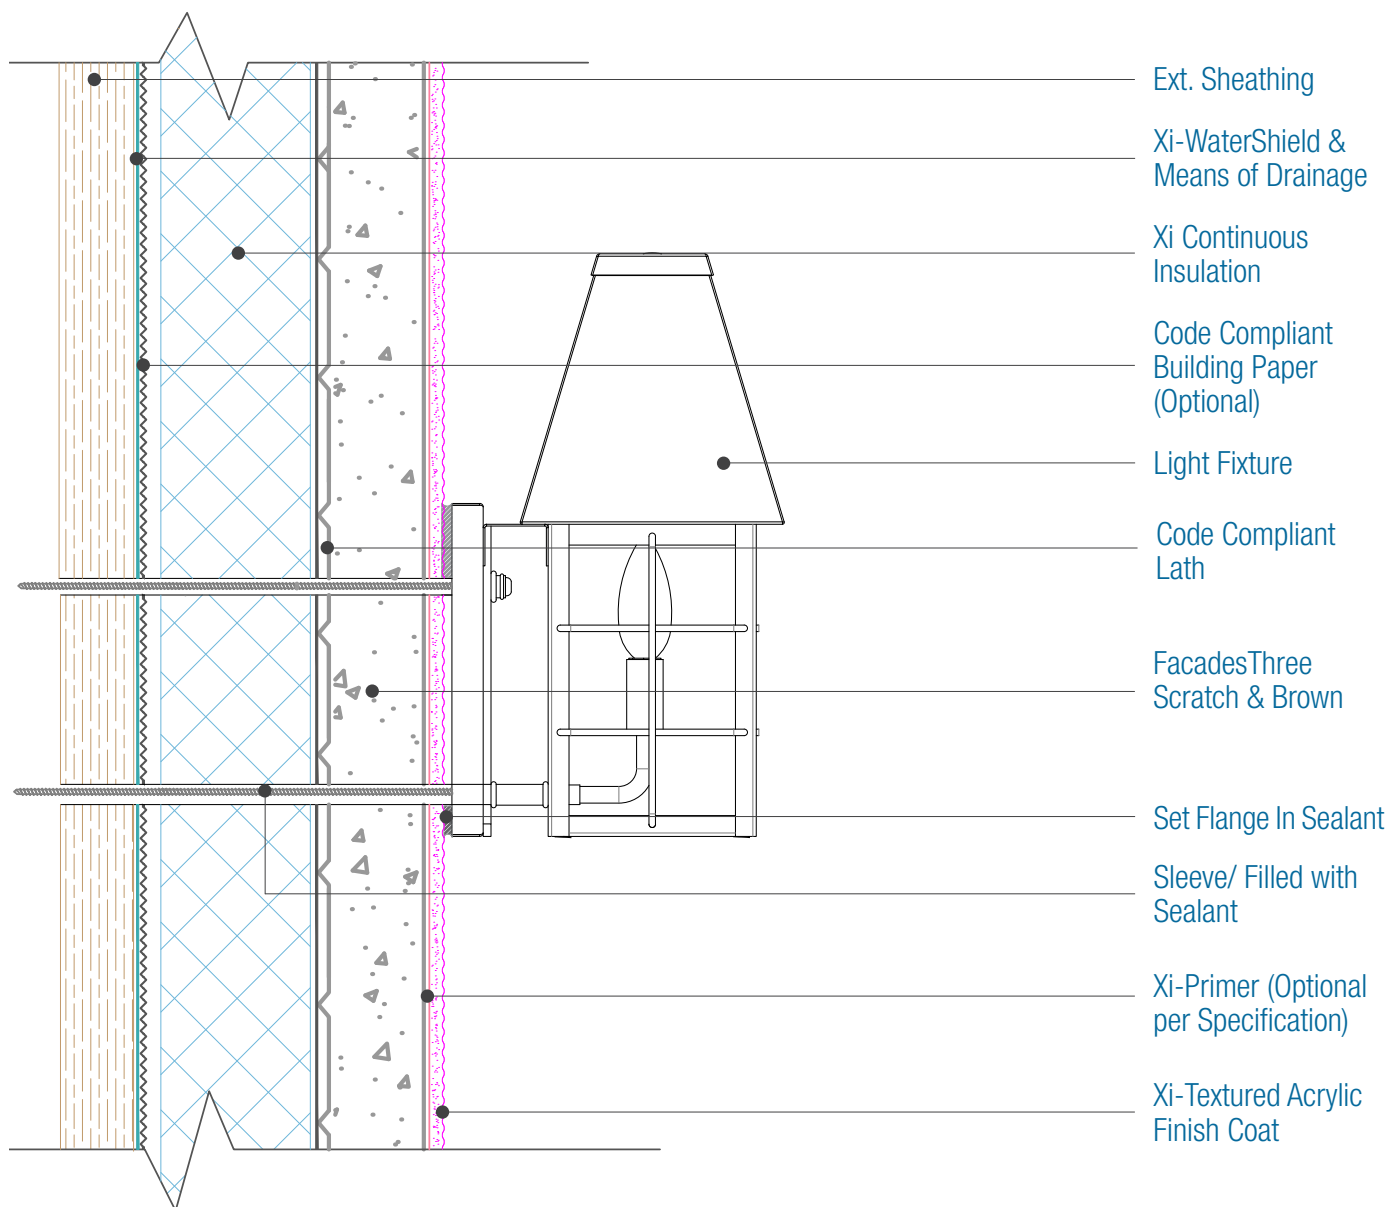 Ext. Sheathing
Xi-WaterShield &
Means of Drainage
Xi Continuous
Insulation
Code Compliant
Building Paper
(Optional)
Light Fixture
Code Compliant
Lath
FacadesThree
Scratch & Brown
Set Flange In Sealant
Sleeve/ Filled with
Sealant
Xi-Primer (Optional
per Specification)
Xi-Textured Acrylic
Finish Coat